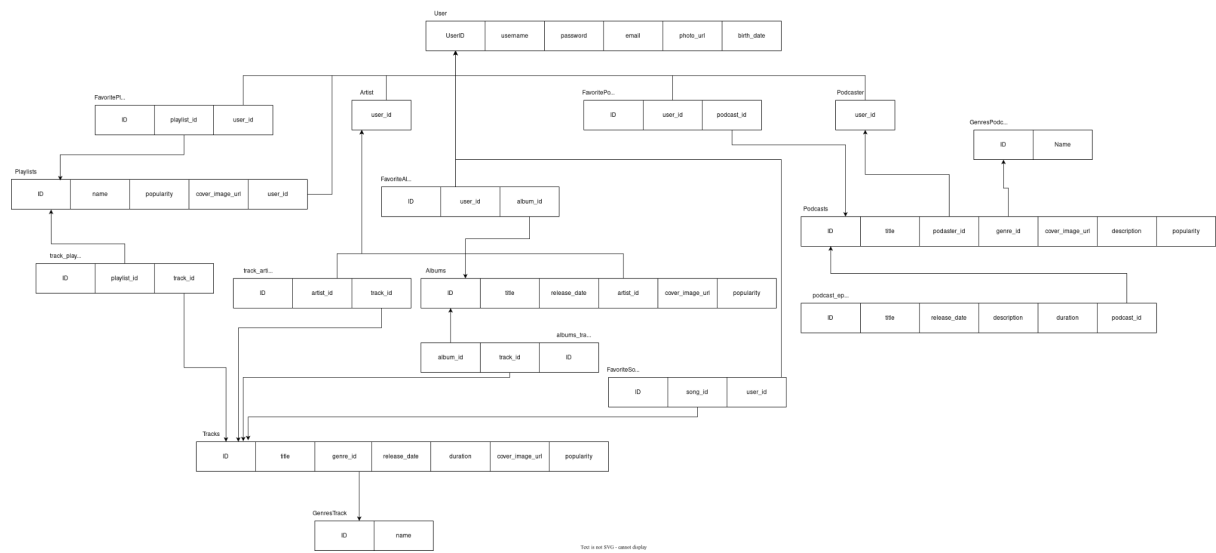 User
UserID username password email photo_url birth_date
FavoritePl... Artist FavoritePo... Podcaster
ID playlist_id user_id
user_id
ID user_id podcast_id
user_id
GenresPodc...
ID Name
Playlists
ID name popularity cover_image_url user_id
FavoriteAl...
ID user_id album_id
Podcasts
ID title podaster_id genre_id cover_image_url description popularity
track_play...
ID playlist_id track_id
track_arti...
ID artist_id track_id
Albums
ID title release_date artist_id cover_image_url popularity
podcast_ep...
ID title release_date description duration podcast_id
albums_tra...
album_id track_id ID
FavoriteSo...
ID song_id user_id
Tracks
ID title genre_id release_date duration cover_image_url popularity
GenresTrack
ID name
Text is not SVG - cannot display